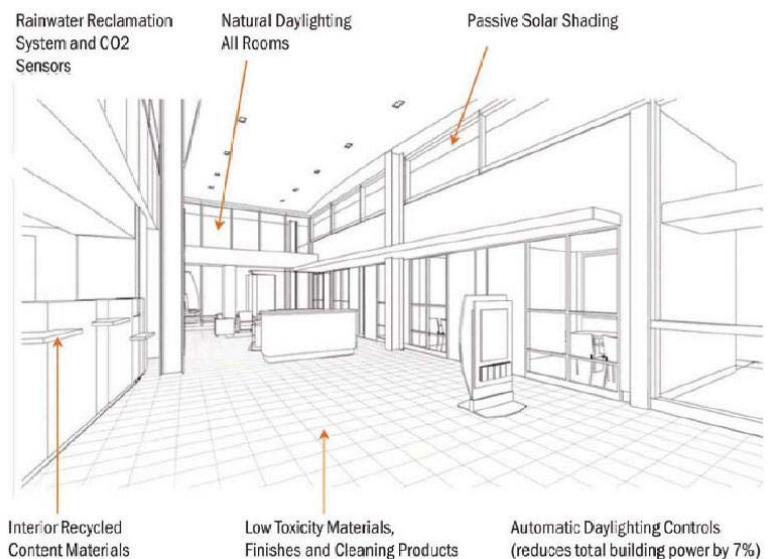 Rainwater Reclamation
System and CO2
Sensors
Natural Daylighting
All Rooms
Passive Solar Shading
Interior Recycled
Content Materials
Low Toxicity Materials,
Finishes and Cleaning Products
Automatic Daylighting Controls
(reduces total building power by 7%)